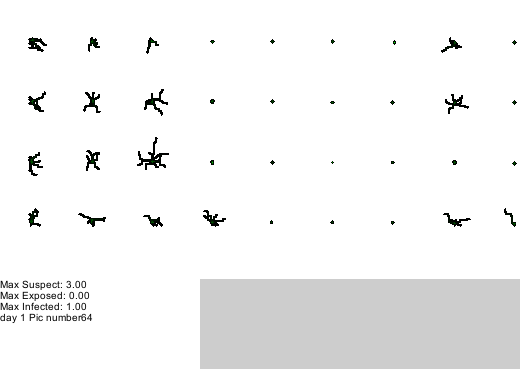 Max Suspect: 3.00
Max Exposed: 0.00
Max Infected: 1.00
day 1 Pic number64